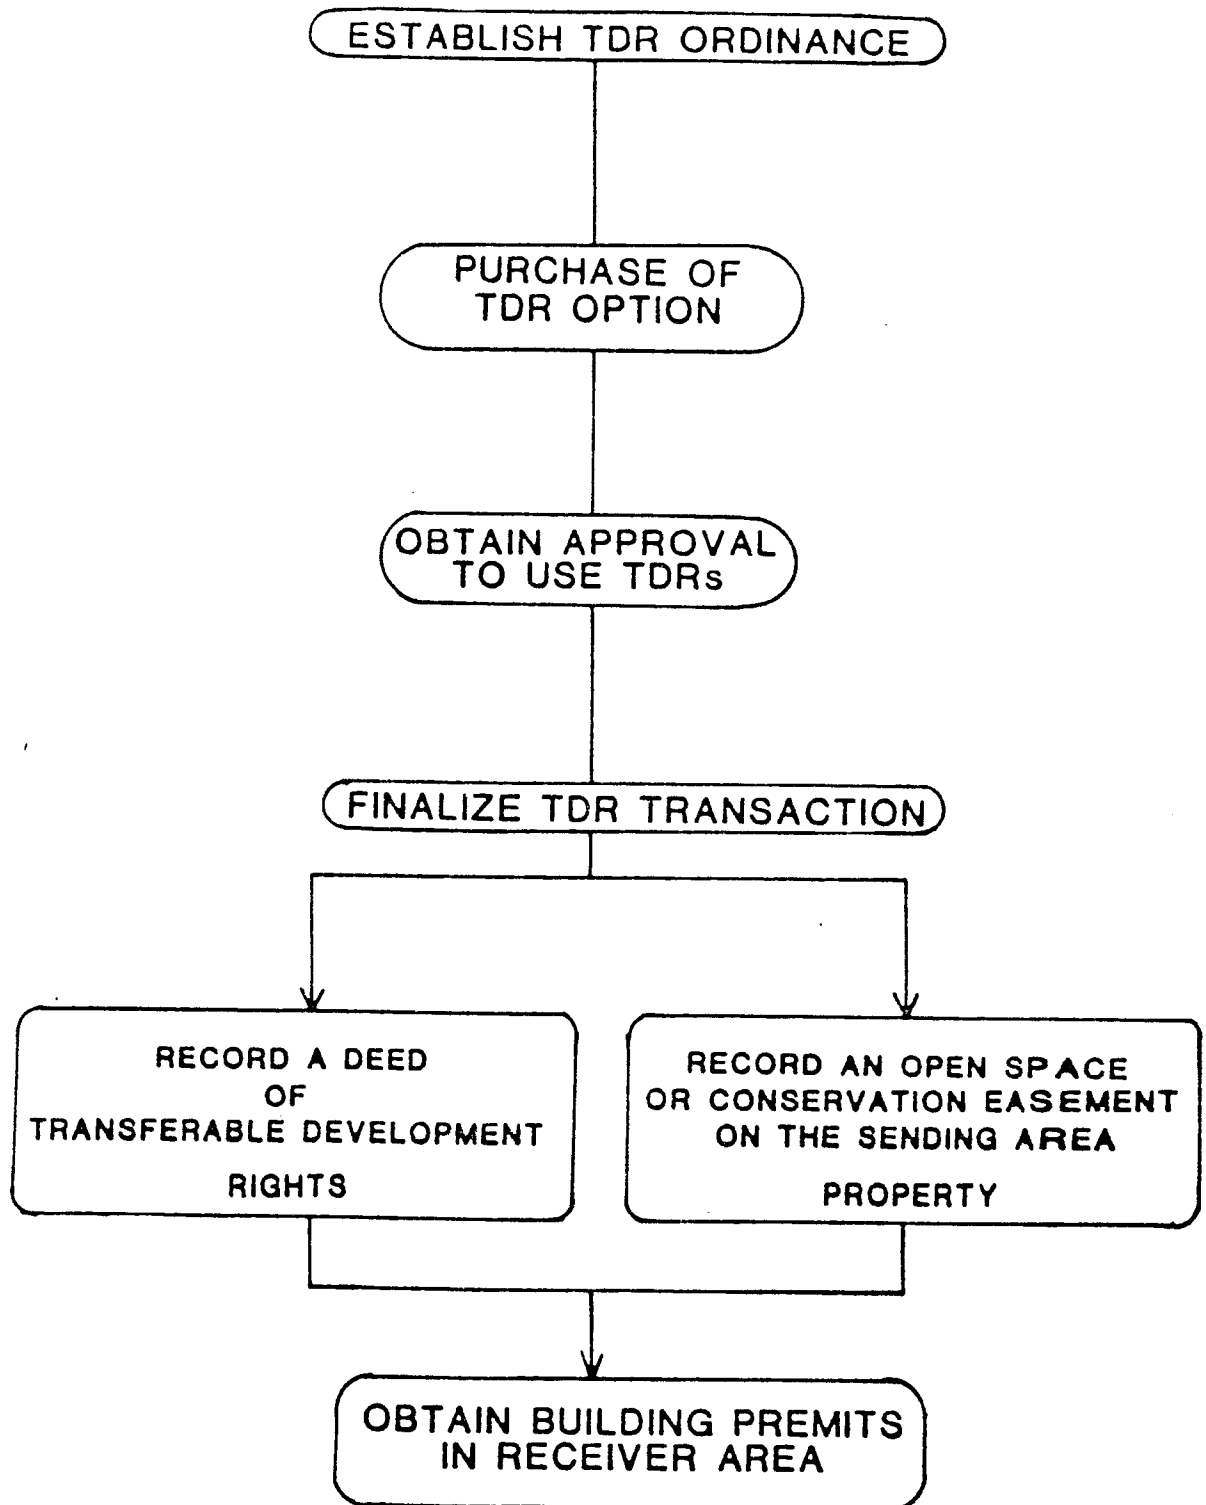 ESTABLISH TDR ORDINANCE
PURCHASE OF
TDR OPTION
OBTAIN APPROVAL
TO USE TDRs
FINALIZE TDR TRANSACTION
RECORD A DEED
OF
TRANSFERABLE DEVELOPMENT
RIGHTS
RECORD AN OPEN SPACE
OR CONSERVATION EASEMENT
ON THE SENDING AREA
PROPERTY
OBTAIN BUILDING PREMITS
IN RECEIVER AREA